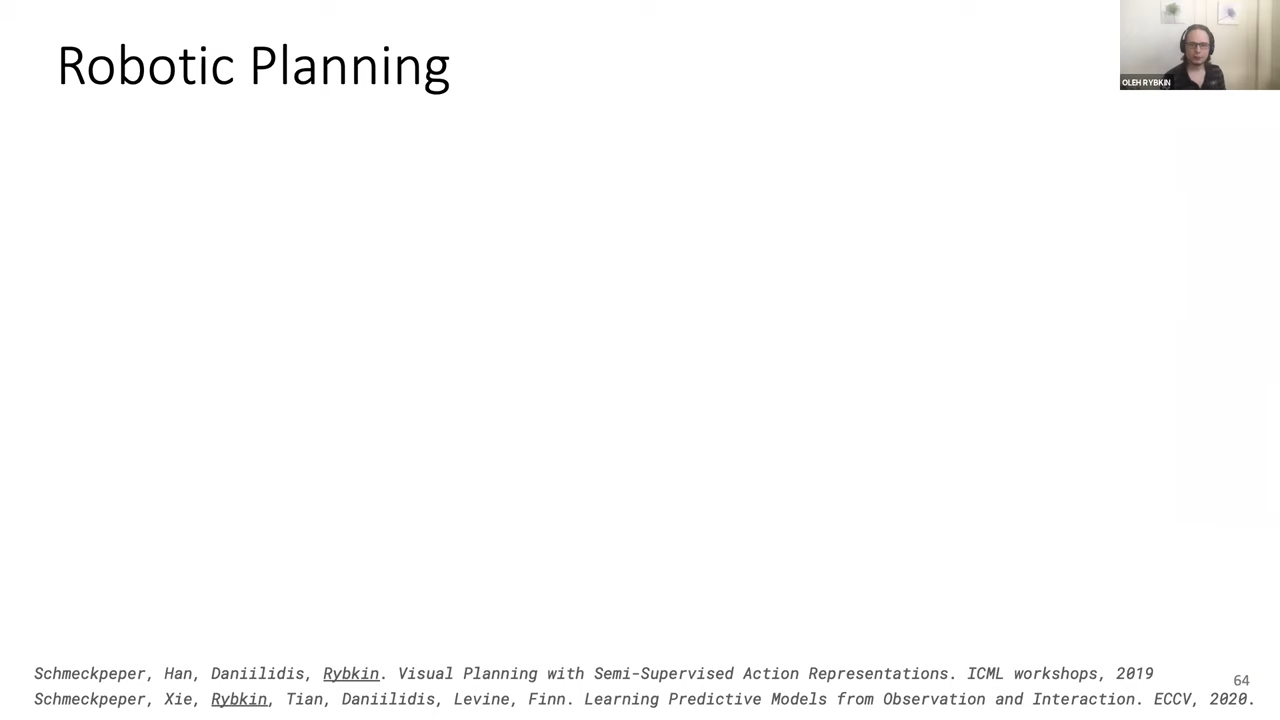 Robotic Planning
OLEH RYBKIN
Schmeckpeper, Han, Daniilidis, Rybkin. Visual Planning with Semi-Supervised Action Representations. ICML workshops, 2019
64
Schmeckpeper, Xie, Rybkin, Tian, Daniilidis, Levine, Finn. Learning Predictive Models from Observation and Interaction. ECCV, 2020.